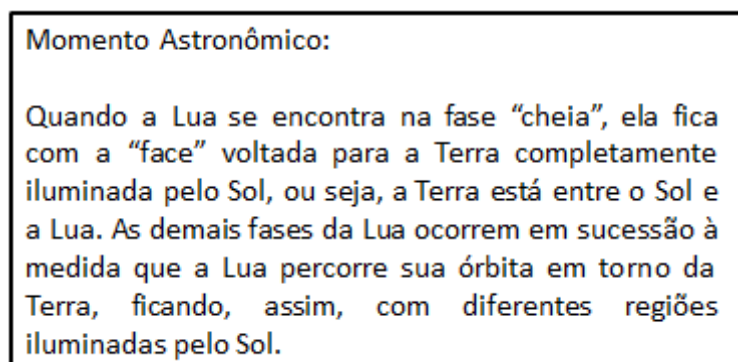 Momento Astronômico:
Quando a Lua se encontra na fase “cheia”, ela fica
com a “face” voltada para a Terra completamente
iluminada pelo Sol, ou seja, a Terra está entre o Sol e
a Lua. As demais fases da Lua ocorrem em sucessão à
medida que a Lua percorre sua órbita em torno da
Terra, ficando, assim, com diferentes regiões
iluminadas pelo Sol.